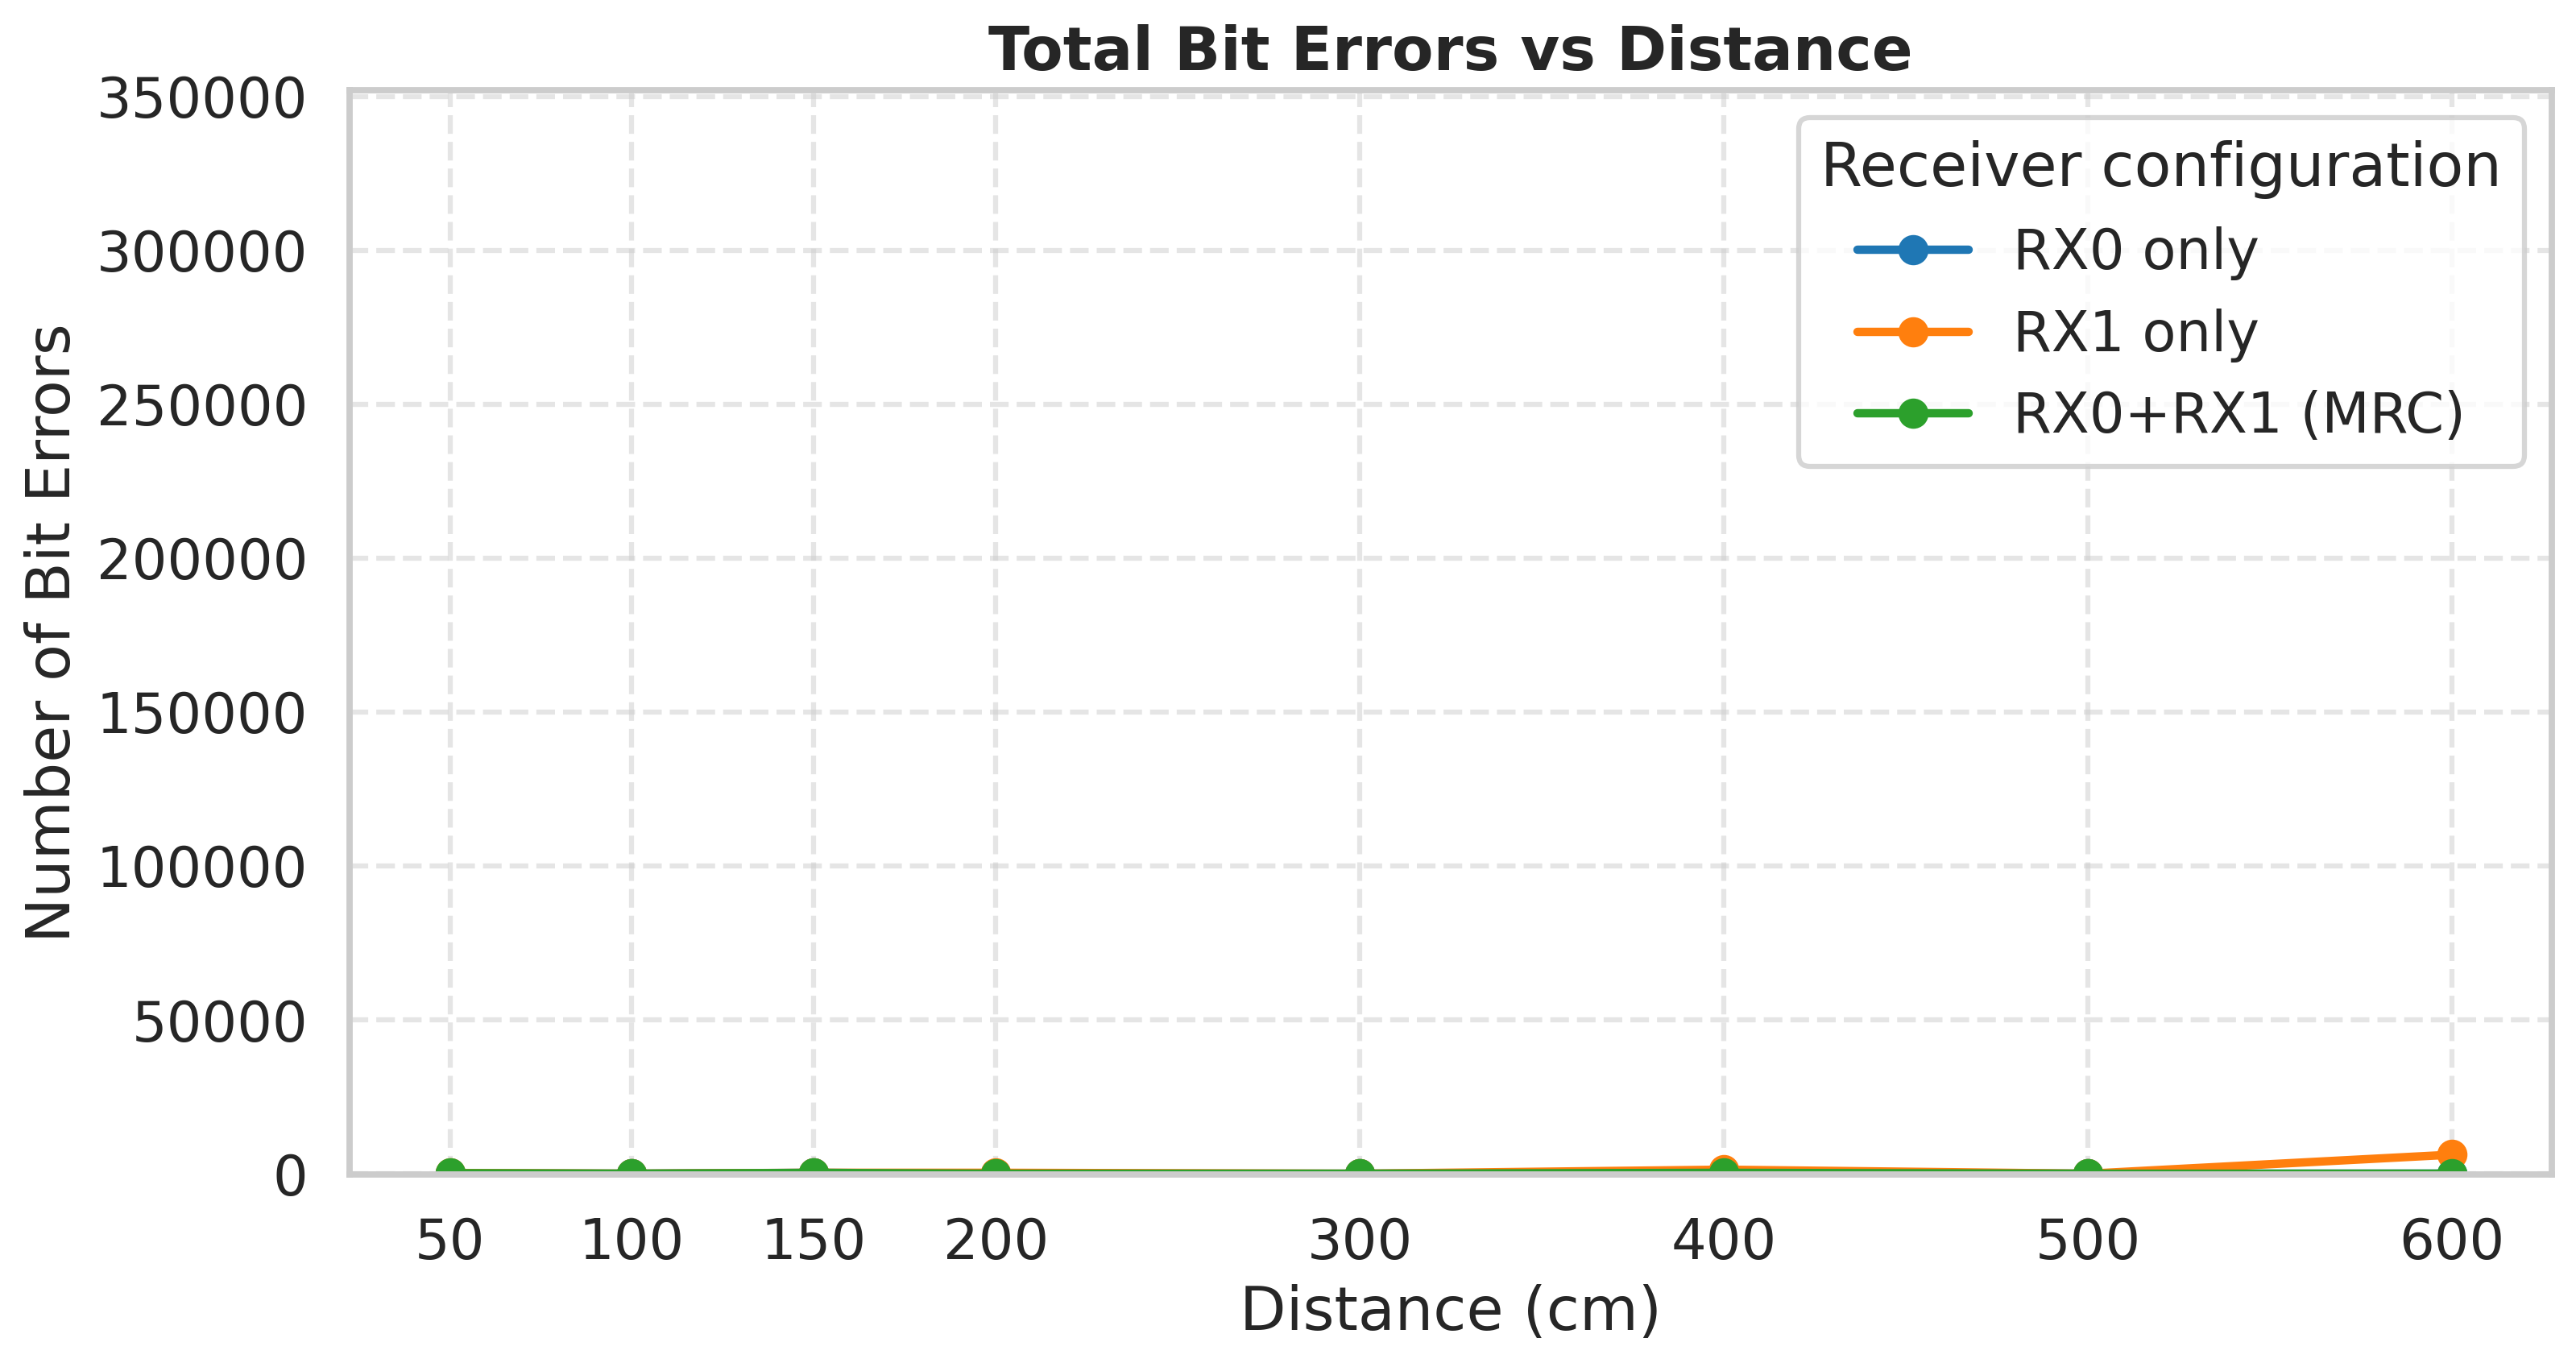 Total Bit Errors vs Distance
350000
300000
250000
200000
150000
100000
50000
0
Number of Bit Errors
Receiver configuration
RX0 only
RX1 only
RX0+RX1 (MRC)
50 100 150 200 300 400 500 600
Distance (cm)